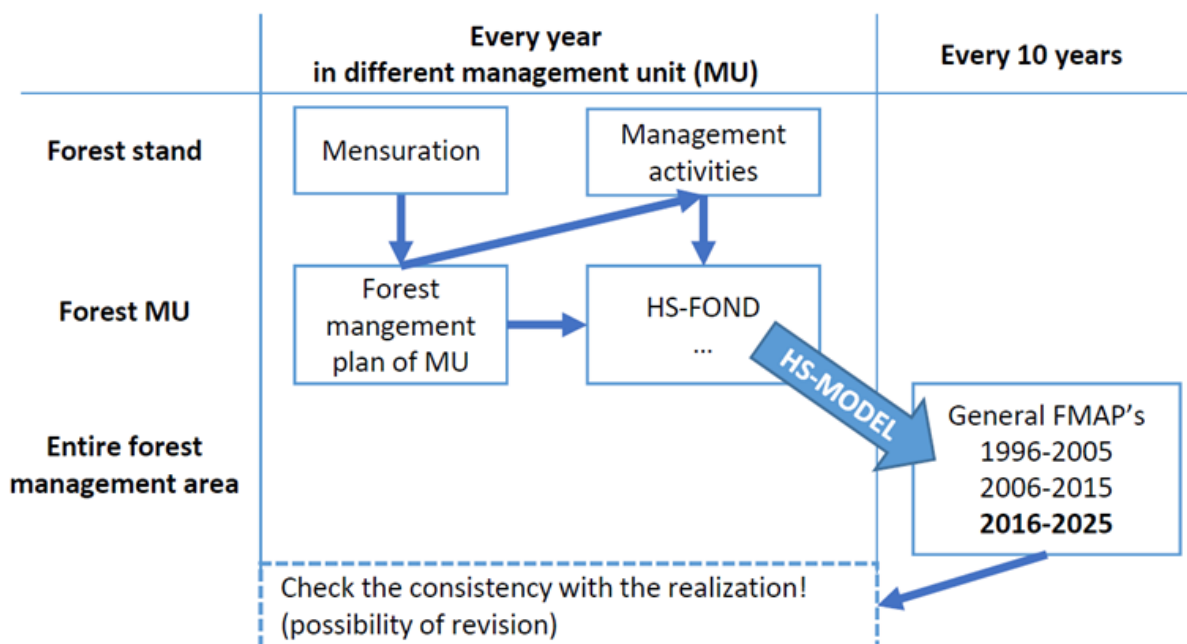 Every year
in different management unit (MU)
Every 10 years
Forest stand
Mensuration
Management
activities
Forest MU
Forest
mangement
plan of MU
HS-FOND
...
HS-MODEL
Entire forest
management area
General FMAP's
1996-2005
2006-2015
2016-2025
Check the consistency with the realization!
(possibility of revision)